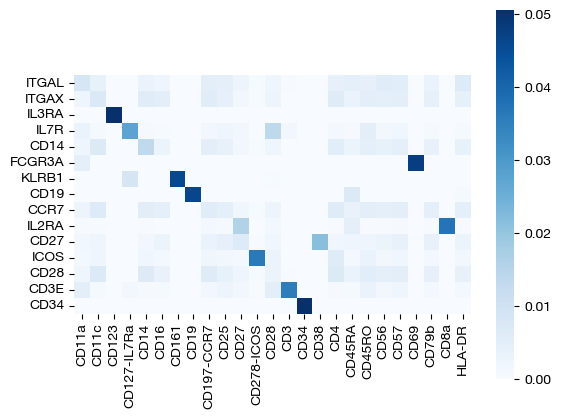 ITGAL
ITGAX
IL3RA
IL7R
CD14
FCGR3A
KLRB1
CD19
CCR7
IL2RA
CD27
ICOS
CD28
CD3E
CD34
CD11a
CD11c
CD123
CD127-IL7Ra
CD14
CD16
CD161
CD19
CD197-CCR7
CD25
CD27
CD278-ICOS
CD28
CD3
CD34
CD38
CD4
CD45RA
CD45RO
CD56
CD57
CD69
CD79b
CD8a
HLA-DR
0.05
0.04
0.03
0.02
0.01
0.00